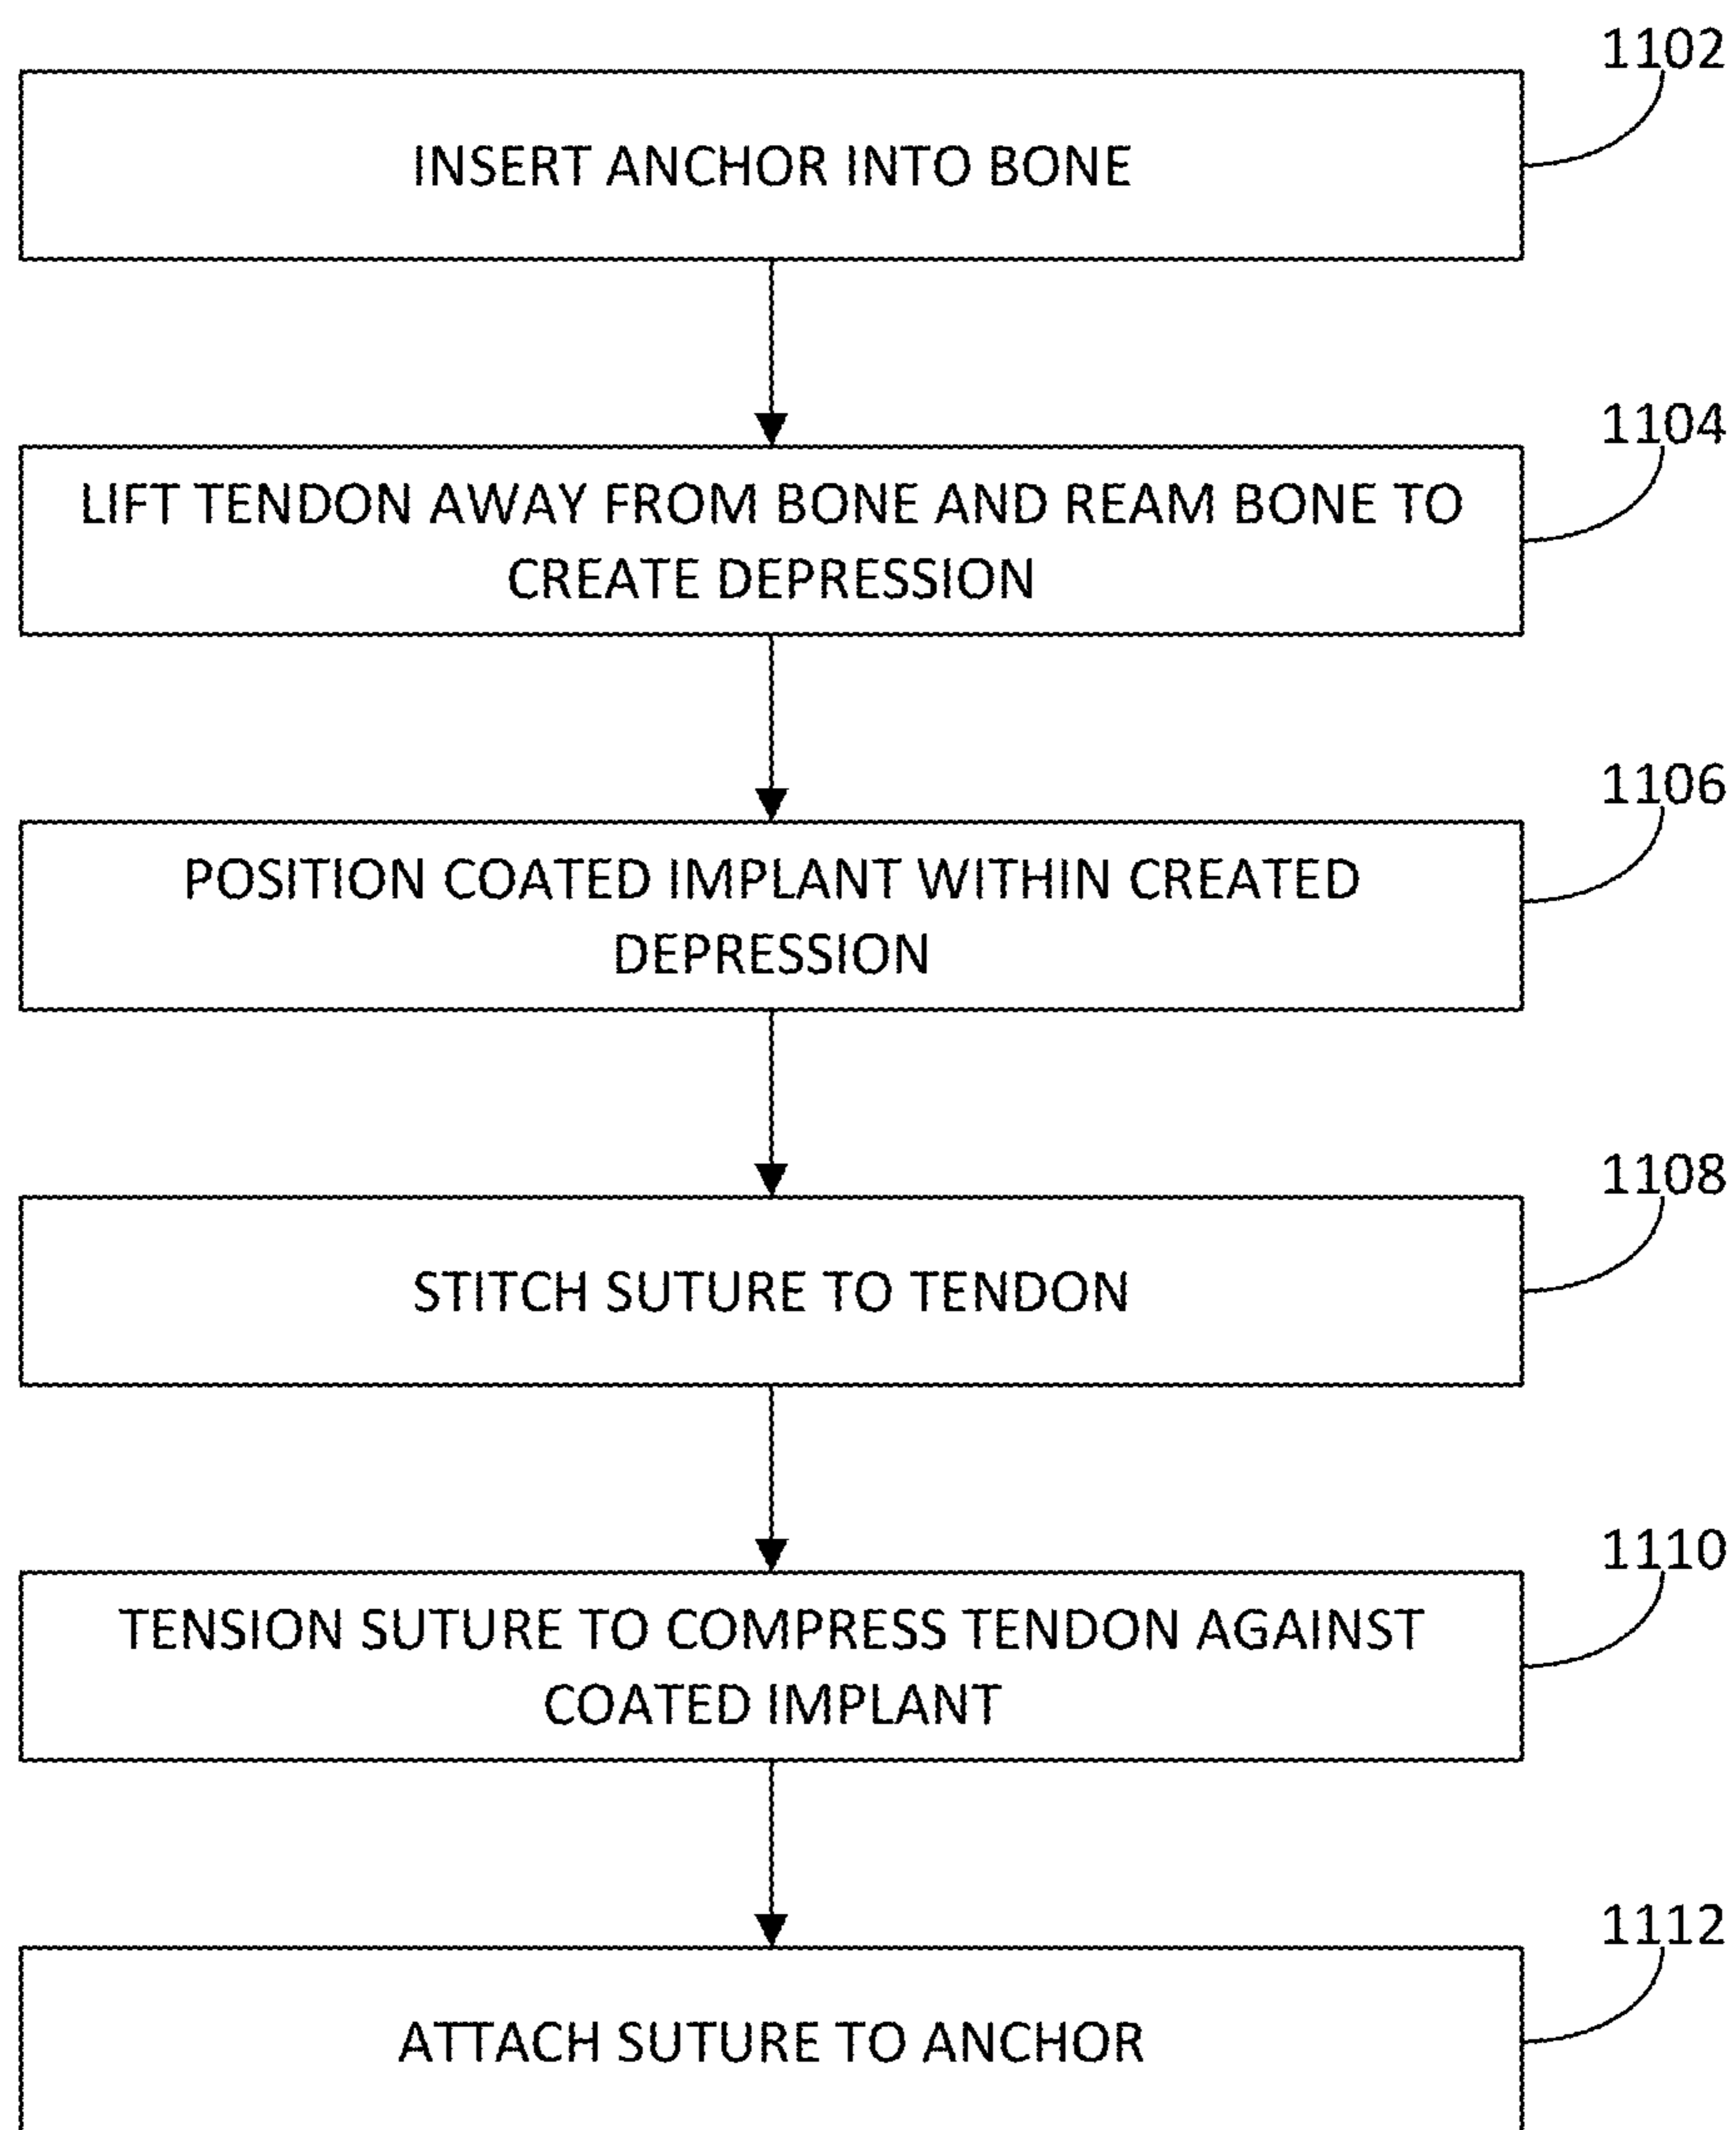 1102
INSERT ANCHOR INTO BONE
1104
LIFT TENDON AWAY FROM BONE AND REAM BONE TO
CREATE DEPRESSION
1106
POSITION COATED IMPLANT WITHIN CREATED
DEPRESSION
1108
STITCH SUTURE TO TENDON
1110
TENSION SUTURE TO COMPRESS TENDON AGAINST
COATED IMPLANT
1112
ATTACH SUTURE TO ANCHOR